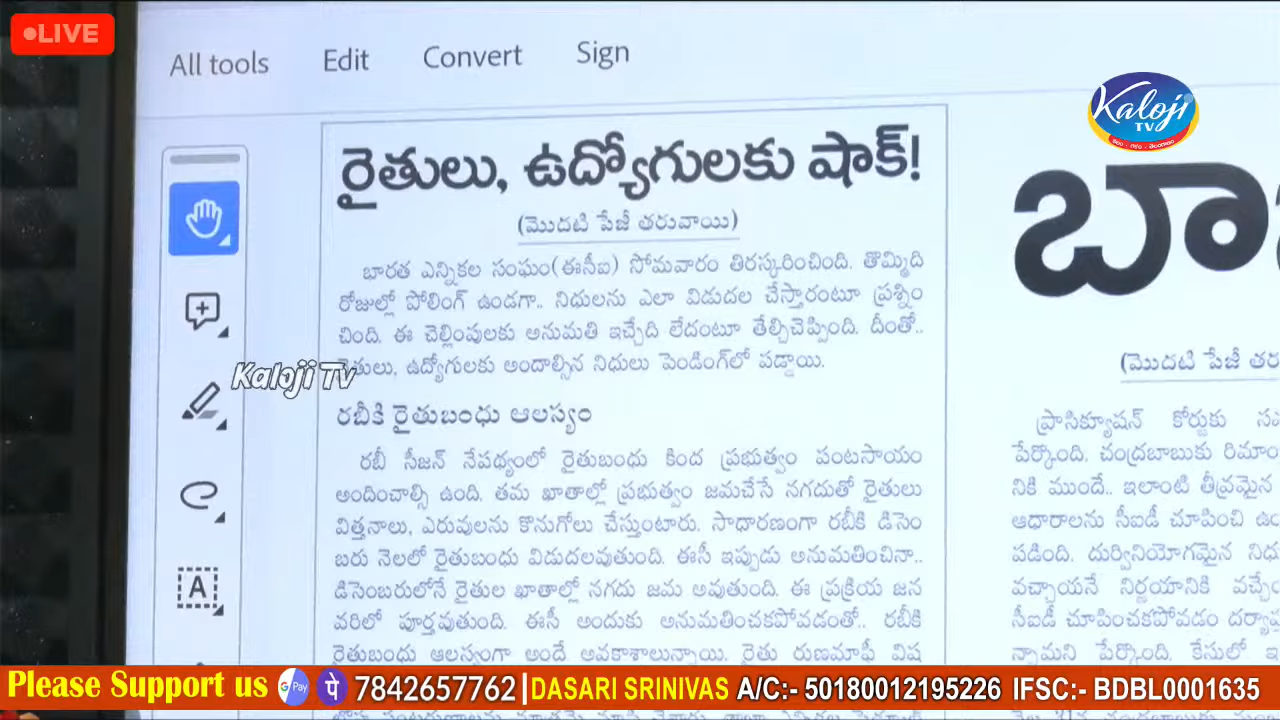 LIVE
All tools Edit Convert Sign
Kaloji
TV
రైతులు, ఉద్యోగులకు షాక్!
(మొదటి పేజీ తరువాయి)
భారత ఎన్నికల సంఘం(ఈసీఐ) సోమవారం తిరస్కరించింది. తొమ్మిది
రోజుల్లో పోలింగ్ ఉండగా.. నిధులను ఎలా విడుదల చేస్తారంటూ ప్రశ్నిం
చింది. ఈ చెల్లింపులకు అనుమతి ఇచ్చేది లేదంటూ తేల్చిచెప్పింది. దీంతో..
రైతులు, ఉద్యోగులకు అందాల్సిన నిధులు పెండింగ్‌లో పడ్డాయి.
Kaloji Tv
రబీకి రైతుబంధు ఆలస్యం
రబీ సీజన్ నేపథ్యంలో రైతుబంధు కింద ప్రభుత్వం పంటసాయం
అందించాల్సి ఉంది. తమ ఖాతాల్లో ప్రభుత్వం జమచేసే నగదుతో రైతులు
విత్తనాలు, ఎరువులను కొనుగోలు చేస్తుంటారు. సాధారణంగా రబీకి డిసెం
బరు నెలలో రైతుబంధు విడుదలవుతుంది. ఈసీ ఇప్పుడు అనుమతించినా..
డిసెంబరులోనే రైతుల ఖాతాల్లో నగదు జమ అవుతుంది. ఈ ప్రక్రియ జన
వరిలో పూర్తవుతుంది. ఈసీ అందుకు అనుమతించకపోవడంతో.. రబీకి
రైతుబంధు ఆలస్యంగా అందే అవకాశాలున్నాయి. రైతు రుణమాఫీ విష
బా
(మొదటి పేజీ తరు
ప్రాసిక్యూషన్ కోర్టుకు
పేర్కొంది. చంద్రబాబుకు రిమాం
నికి ముందే.. ఇలాంటి తీవ్రమైన
ఆధారాలను సీఐడీ చూపించి ఉం
పడింది. దుర్వినియోగమైన నిధు
వచ్చాయనే నిర్ణయానికి వచ్చే
సీఐడీ చూపించకపోవడం
న్నామని పేర్కొంది. కేసులో ఇ
A
Please Support us G Pay పే 7842657762 | DASARI SRINIVAS A/C:- 50180012195226 IFSC:- BDBL0001635